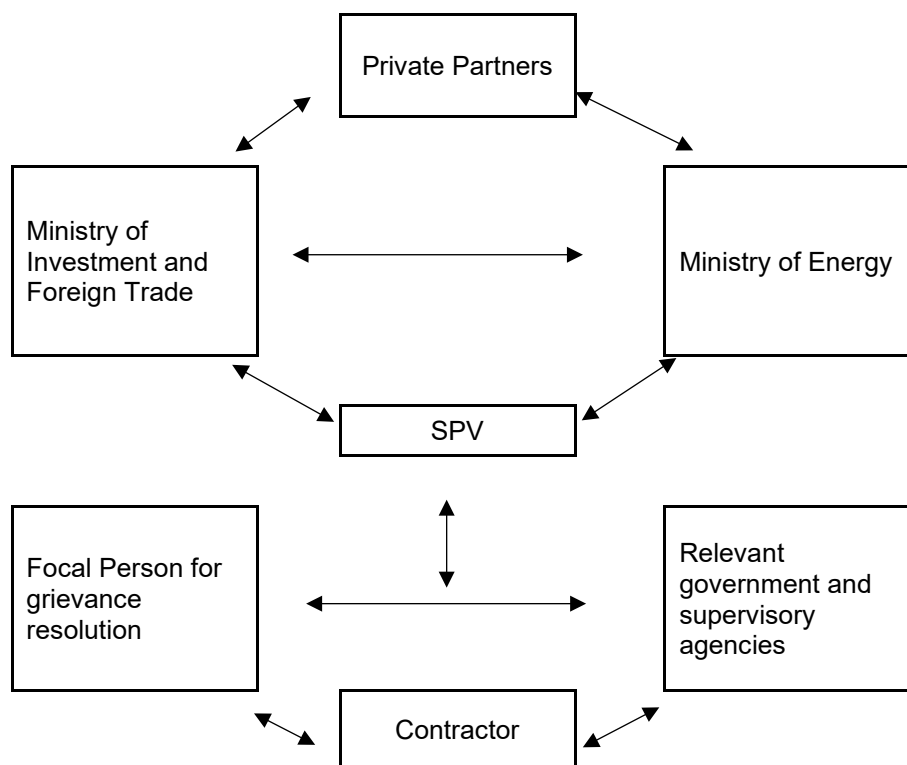 Private Partners
Ministry of
Investment and
Foreign Trade
Ministry of Energy
SPV
Focal Person for
grievance
resolution
Relevant
government and
supervisory
agencies
Contractor